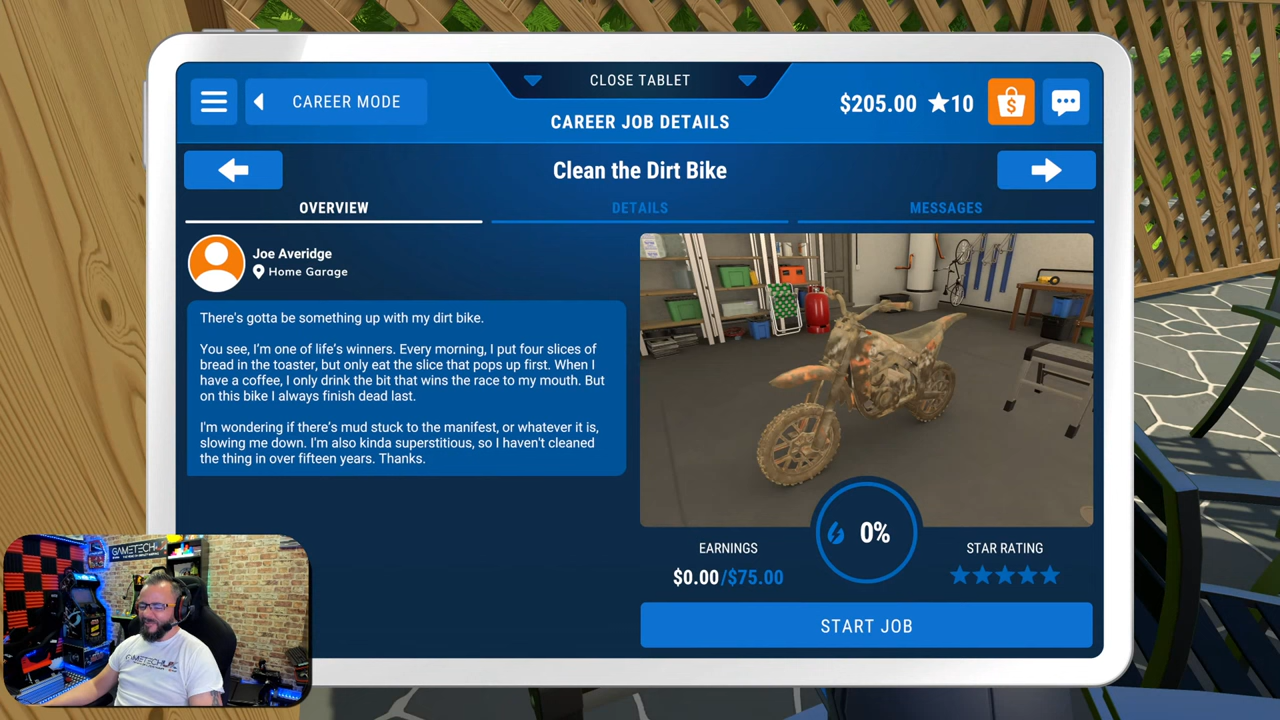 CLOSE TABLET
CAREER MODE
$205.00 ★10
CAREER JOB DETAILS
Clean the Dirt Bike
OVERVIEW
DETAILS
MESSAGES
Joe Averidge
Home Garage
There's gotta be something up with my dirt bike.
You see, I'm one of life's winners. Every morning, I put four slices of
bread in the toaster, but only eat the slice that pops up first. When I
have a coffee, I only drink the bit that wins the race to my mouth. But
on this bike I always finish dead last.
I'm wondering if there's mud stuck to the manifest, or whatever it is,
slowing me down. I'm also kinda superstitious, so I haven't cleaned
the thing in over fifteen years. Thanks.
0%
EARNINGS
$0.00/$75.00
STAR RATING
START JOB
GAMETECH
GAMETECHUK